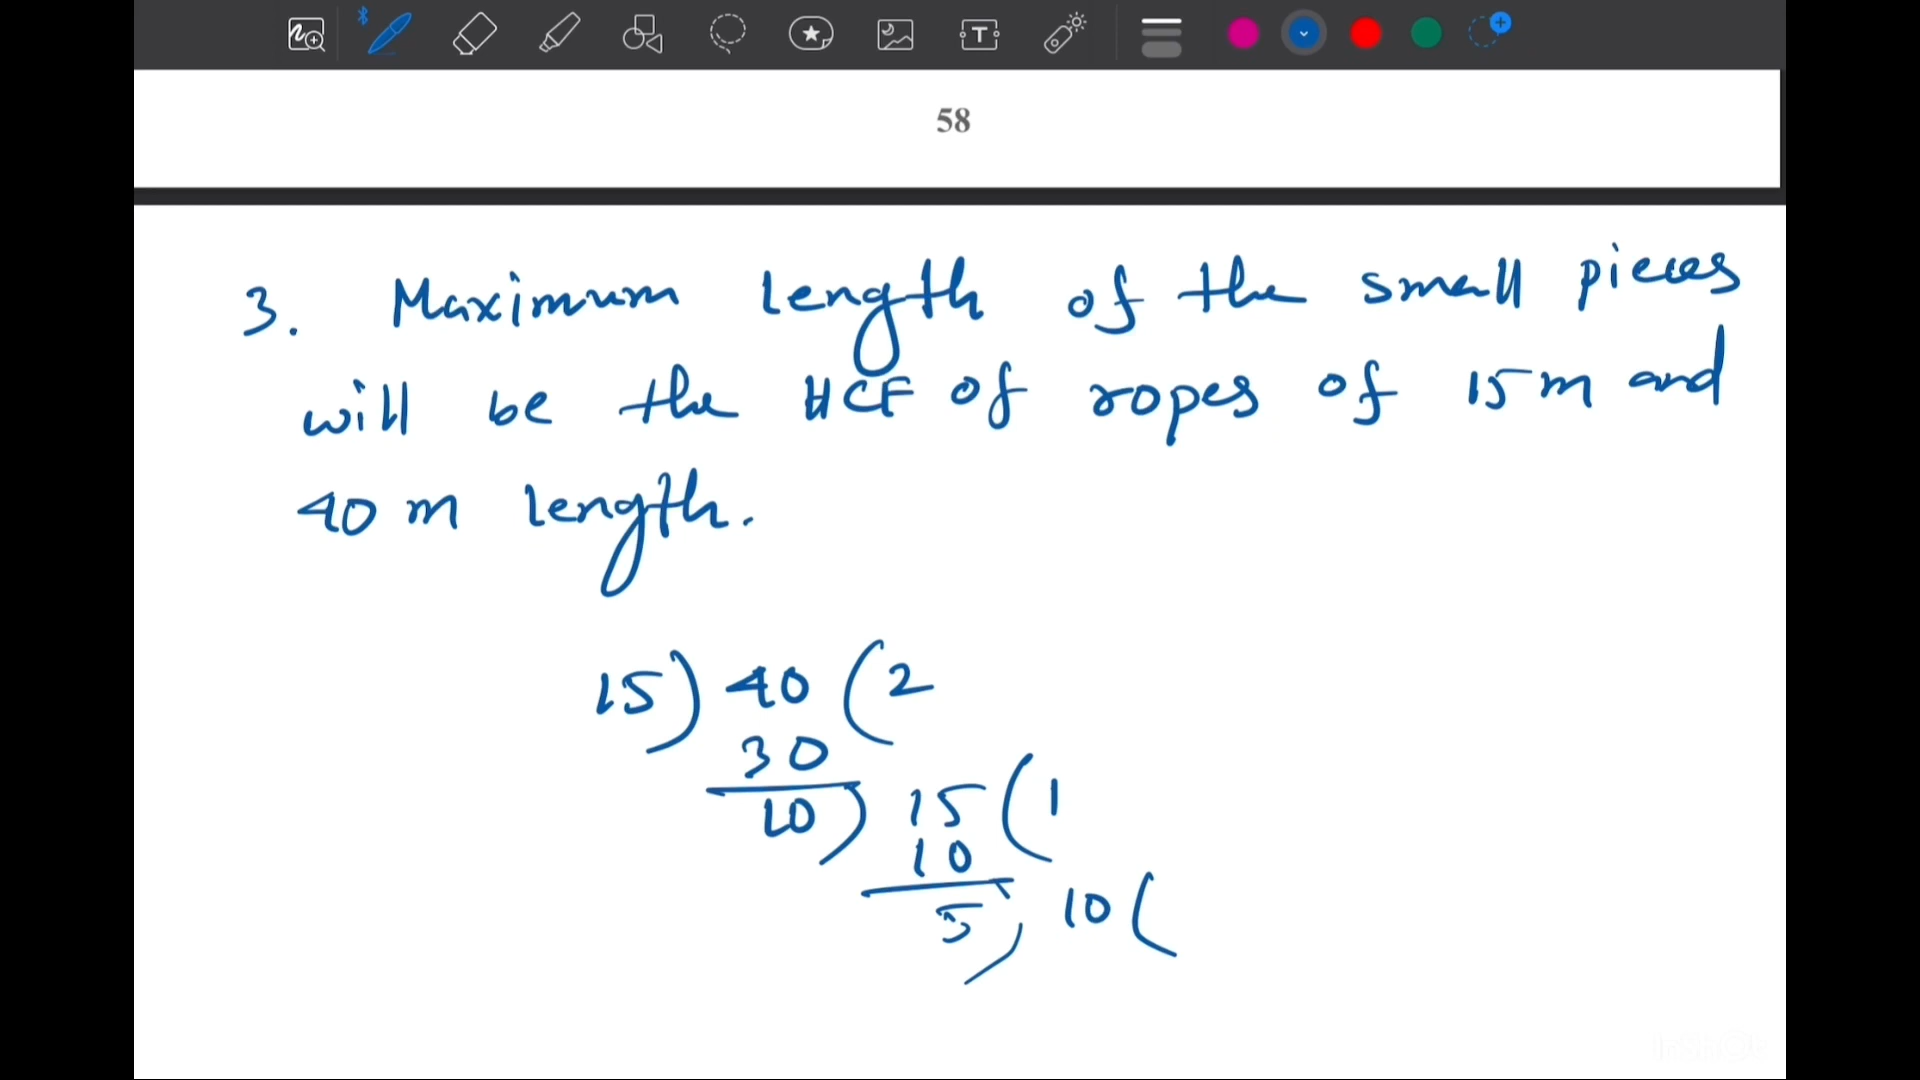 58
3. Maximum length of the small pieces
will be the HCF of ropes of 15 m and
40 m length.
15) 40 (2
30
10) 15 (1
10
5) 10 (